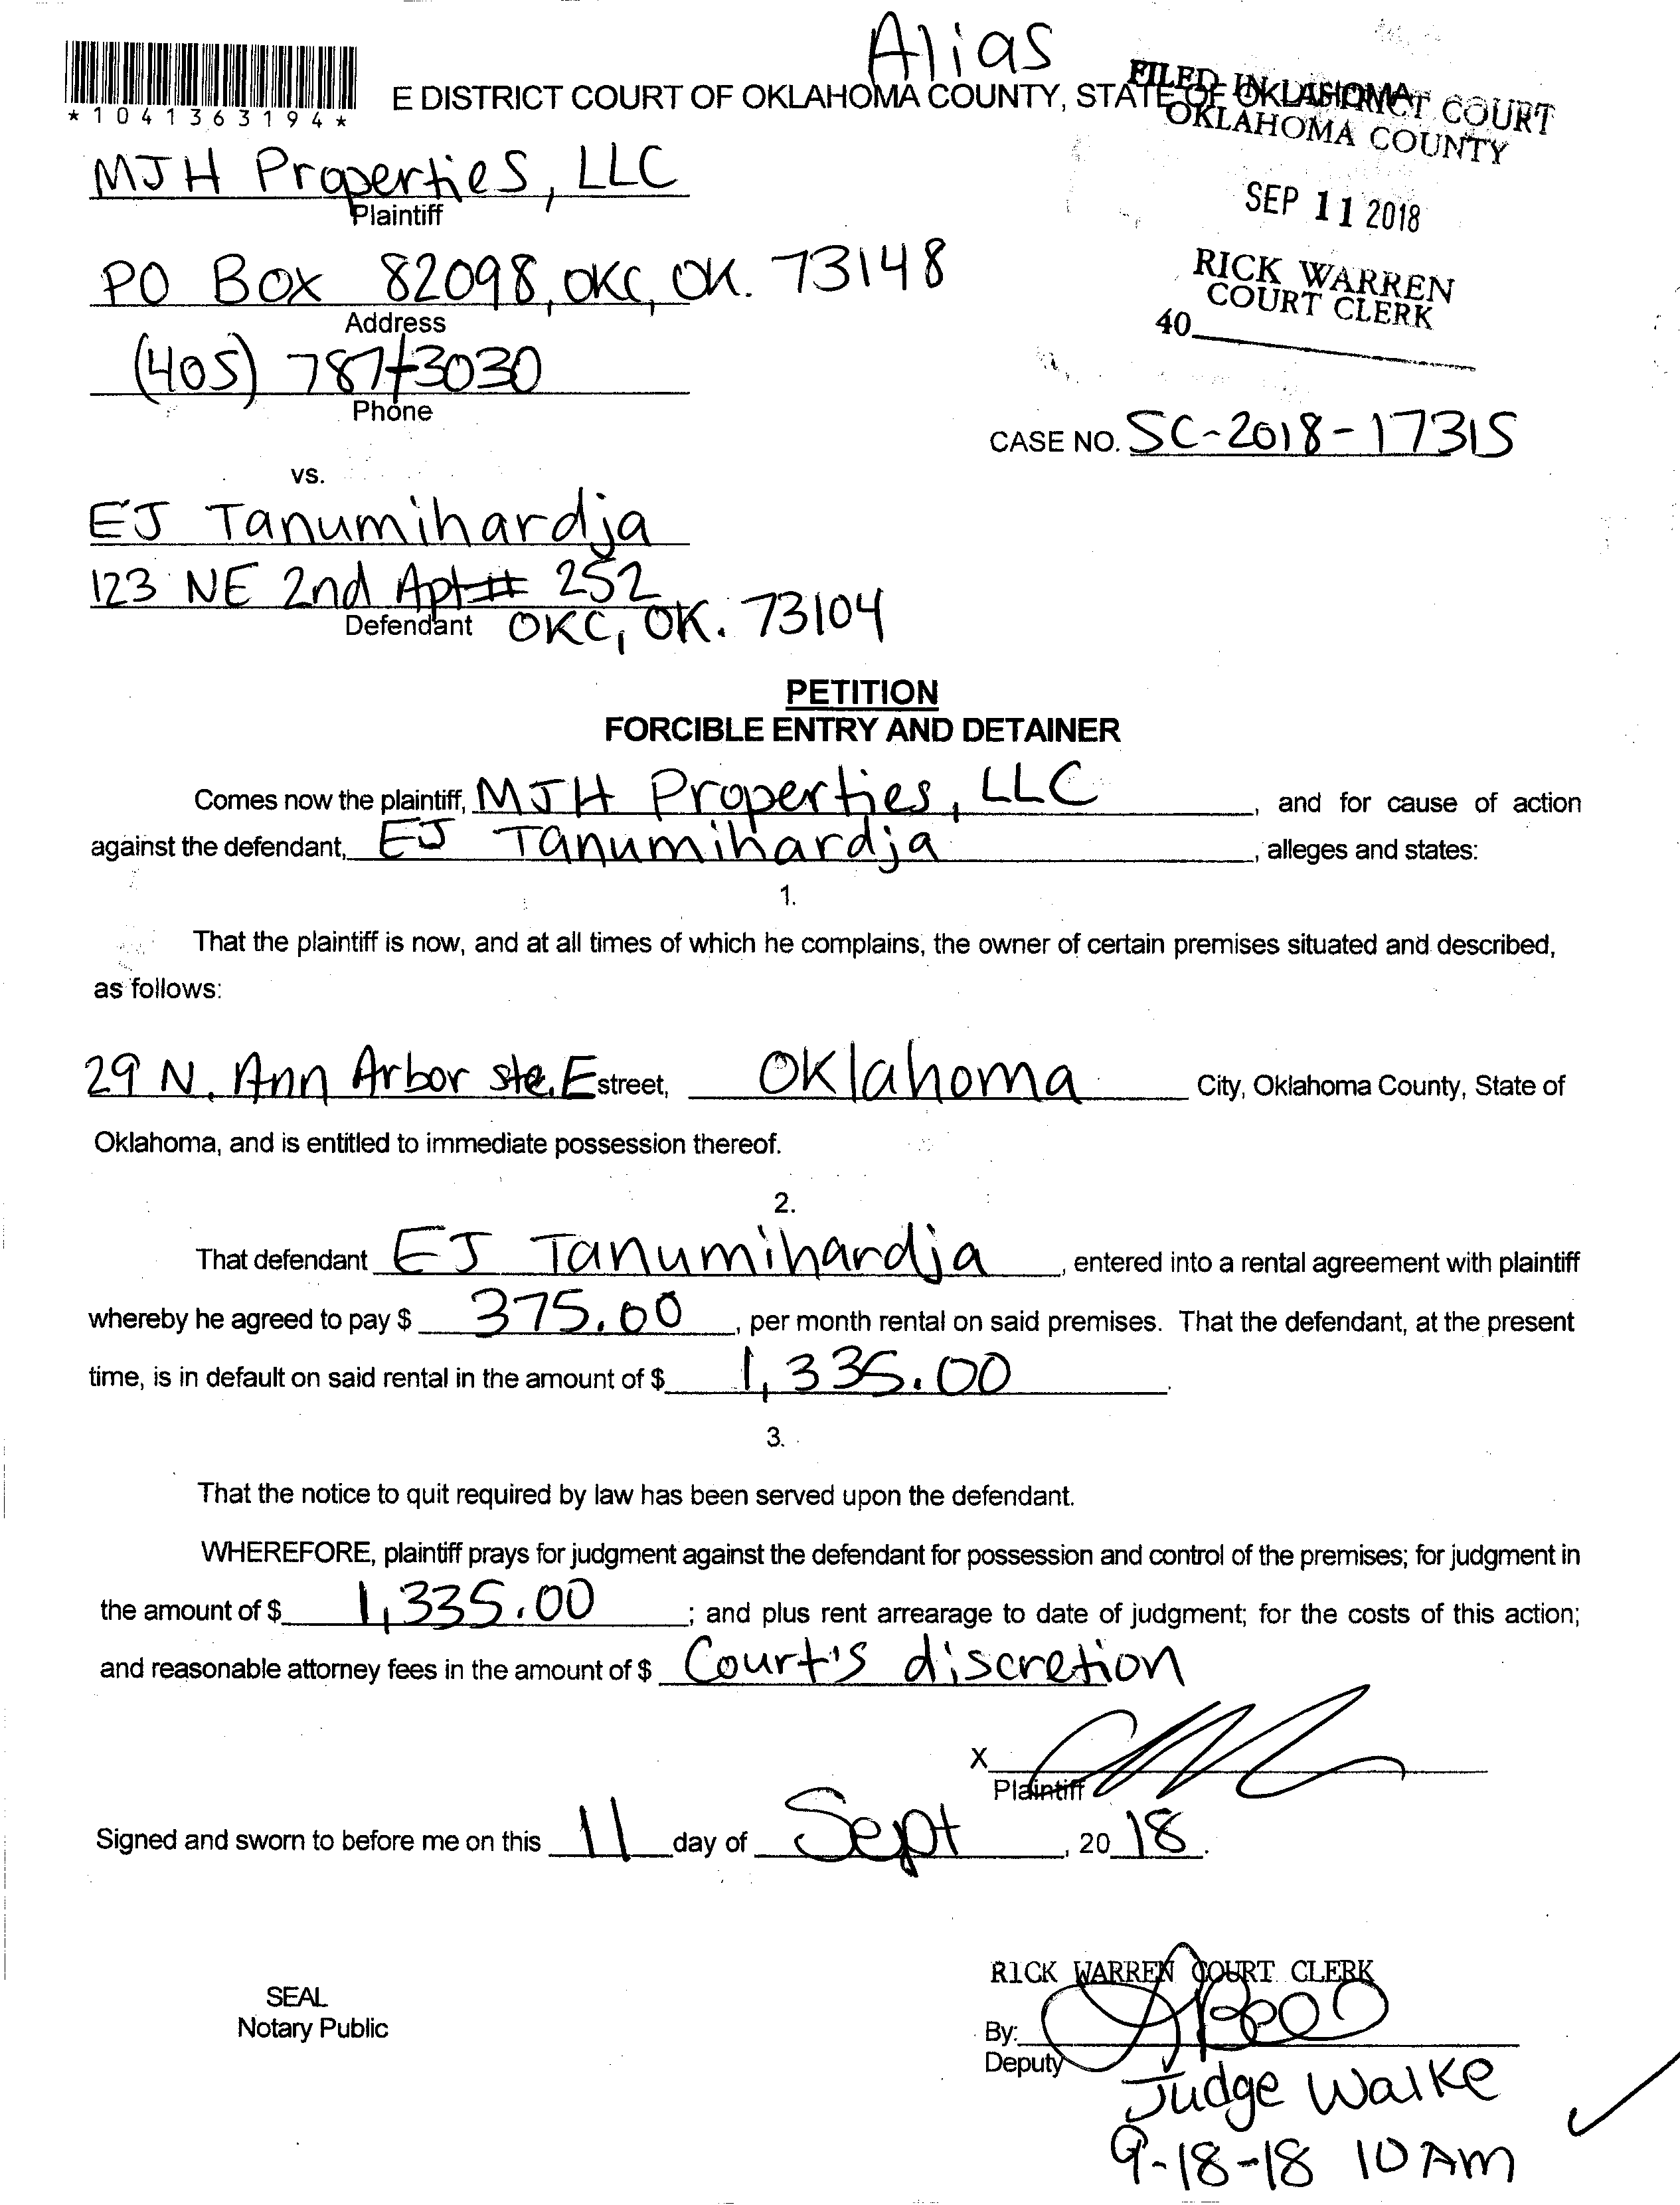 Alias
*1041363194*
E DISTRICT COURT OF OKLAHOMA COUNTY, STATE OF OKLAHOMA
FILED IN DISTRICT COURT
OKLAHOMA COUNTY
SEP 11 2018
RICK WARREN
COURT CLERK
40
MJH Properties, LLC
Plaintiff
PO Box 82098, OKC, OK. 73148
Address
(405) 787-3030
Phone
CASE NO. SC-2018-17315
vs.
EJ Tanumihardja
123 NE 2nd Apt# 252
Defendant OKC, OK. 73104
PETITION
FORCIBLE ENTRY AND DETAINER
Comes now the plaintiff, MJH Properties, LLC, and for cause of action
against the defendant, EJ Tanumihardja, alleges and states:
1.
That the plaintiff is now, and at all times of which he complains, the owner of certain premises situated and described,
as follows:
29 N. Ann Arbor ste. E street, Oklahoma City, Oklahoma County, State of
Oklahoma, and is entitled to immediate possession thereof.
2.
That defendant EJ Tanumihardja, entered into a rental agreement with plaintiff
whereby he agreed to pay $ 375.00, per month rental on said premises. That the defendant, at the present
time, is in default on said rental in the amount of $ 1,335.00.
3.
That the notice to quit required by law has been served upon the defendant.
WHEREFORE, plaintiff prays for judgment against the defendant for possession and control of the premises; for judgment in
the amount of $ 1,335.00; and plus rent arrearage to date of judgment; for the costs of this action;
and reasonable attorney fees in the amount of $ Court's discretion
X
Plaintiff
Signed and sworn to before me on this 11 day of Sept, 20 18.
RICK WARREN COURT CLERK
SEAL
Notary Public
By:
Deputy
Judge Walke
9-18-18 10 AM